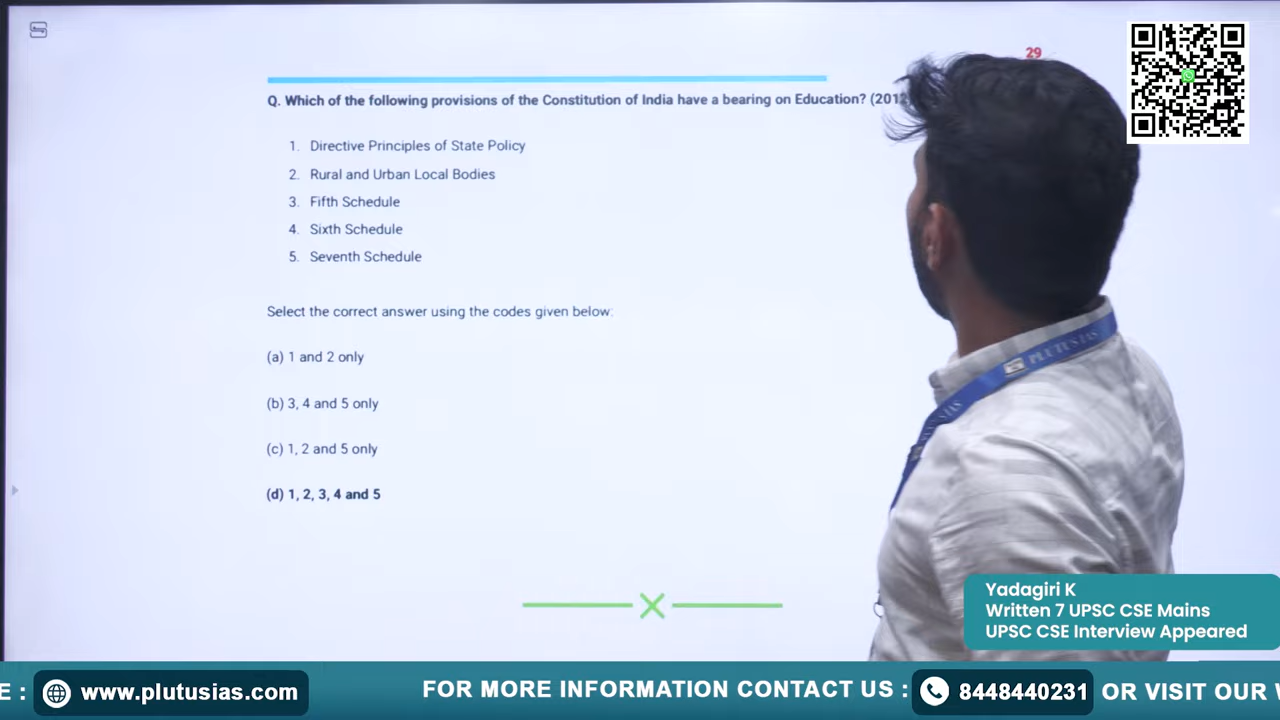 29
Q. Which of the following provisions of the Constitution of India have a bearing on Education? (2012
1. Directive Principles of State Policy
2. Rural and Urban Local Bodies
3. Fifth Schedule
4. Sixth Schedule
5. Seventh Schedule
Select the correct answer using the codes given below:
(a) 1 and 2 only
(b) 3, 4 and 5 only
(c) 1, 2 and 5 only
(d) 1, 2, 3, 4 and 5
PLUTUS IAS
Yadagiri K
Written 7 UPSC CSE Mains
UPSC CSE Interview Appeared
E : www.plutusias.com FOR MORE INFORMATION CONTACT US : 8448440231 OR VISIT OUR